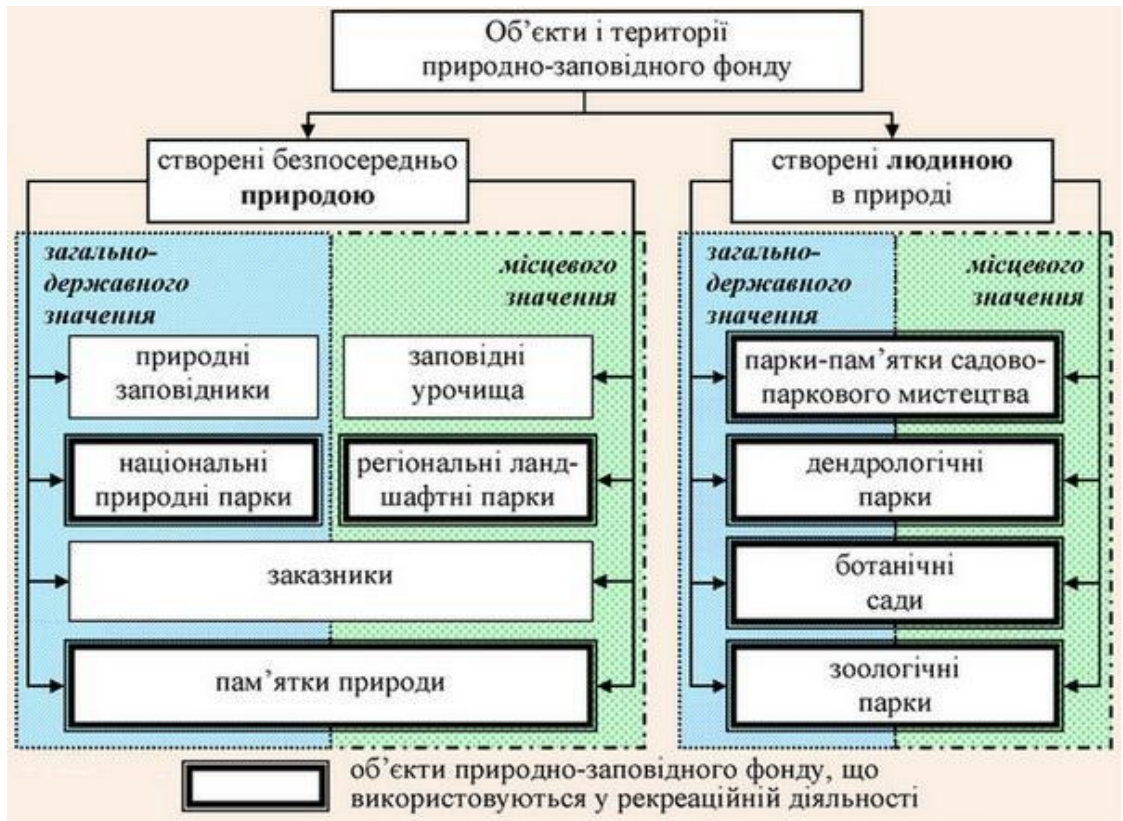 Об’єкти і території
природно-заповідного фонду
створені безпосередньо
природою
створені людиною
в природі
загально-
державного
значення
місцевого
значення
природні
заповідники
заповідні
урочища
національні
природні парки
регіональні ланд-
шафтні парки
заказники
пам’ятки природи
загально-
державного
значення
місцевого
значення
парки-пам’ятки садово-
паркового мистецтва
дендрологічні
парки
ботанічні
сади
зоологічні
парки
об’єкти природно-заповідного фонду, що
використовуються у рекреаційній діяльності